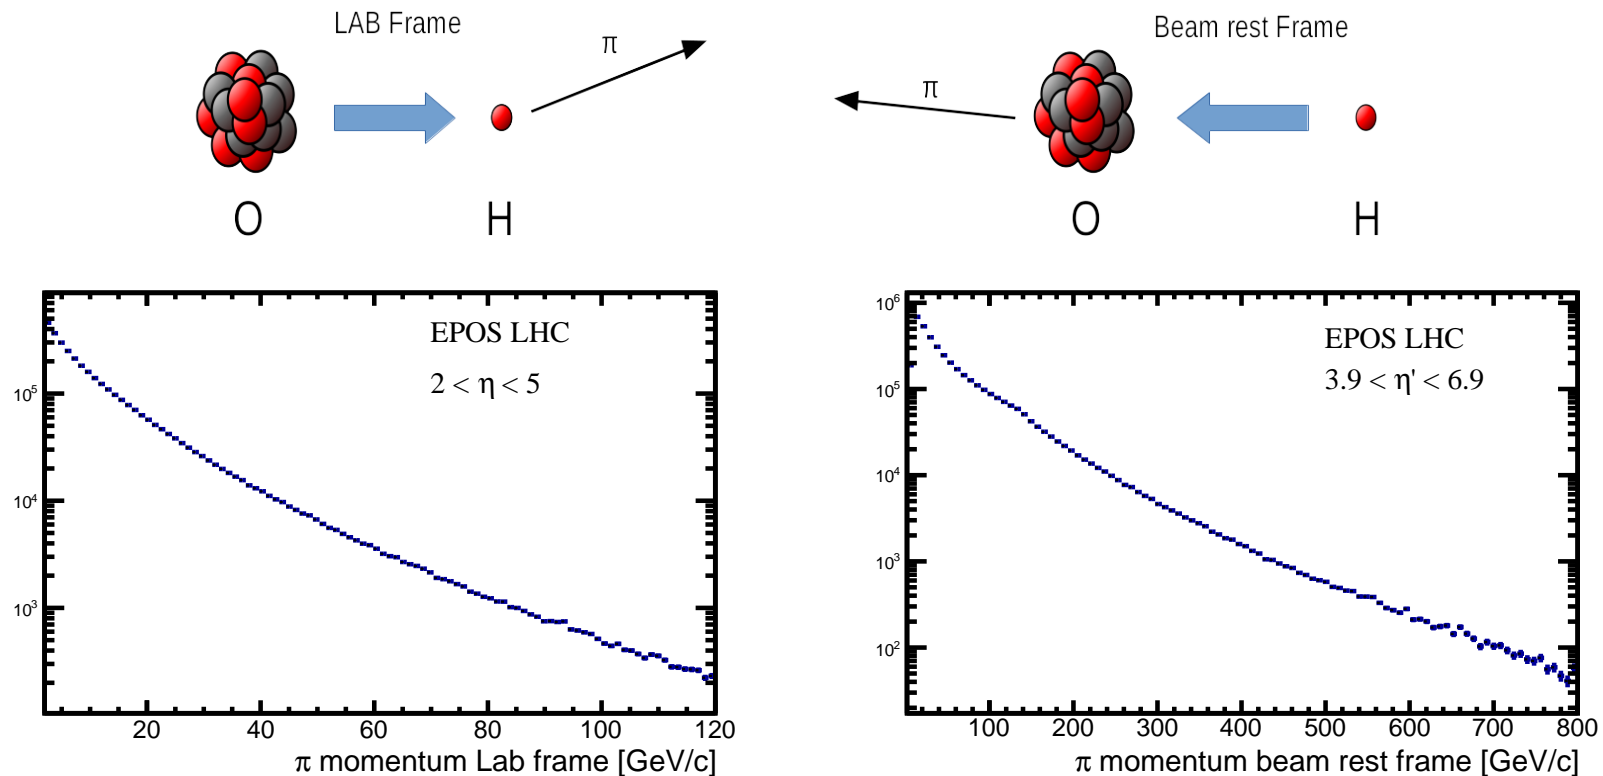 LAB Frame
π
O
H
Beam rest Frame
π
O
H
EPOS LHC
2 < η < 5
10⁵
10⁴
10³
20 40 60 80 100 120
π momentum Lab frame [GeV/c]
EPOS LHC
3.9 < η' < 6.9
10⁶
10⁵
10⁴
10³
10²
100 200 300 400 500 600 700 800
π momentum beam rest frame [GeV/c]